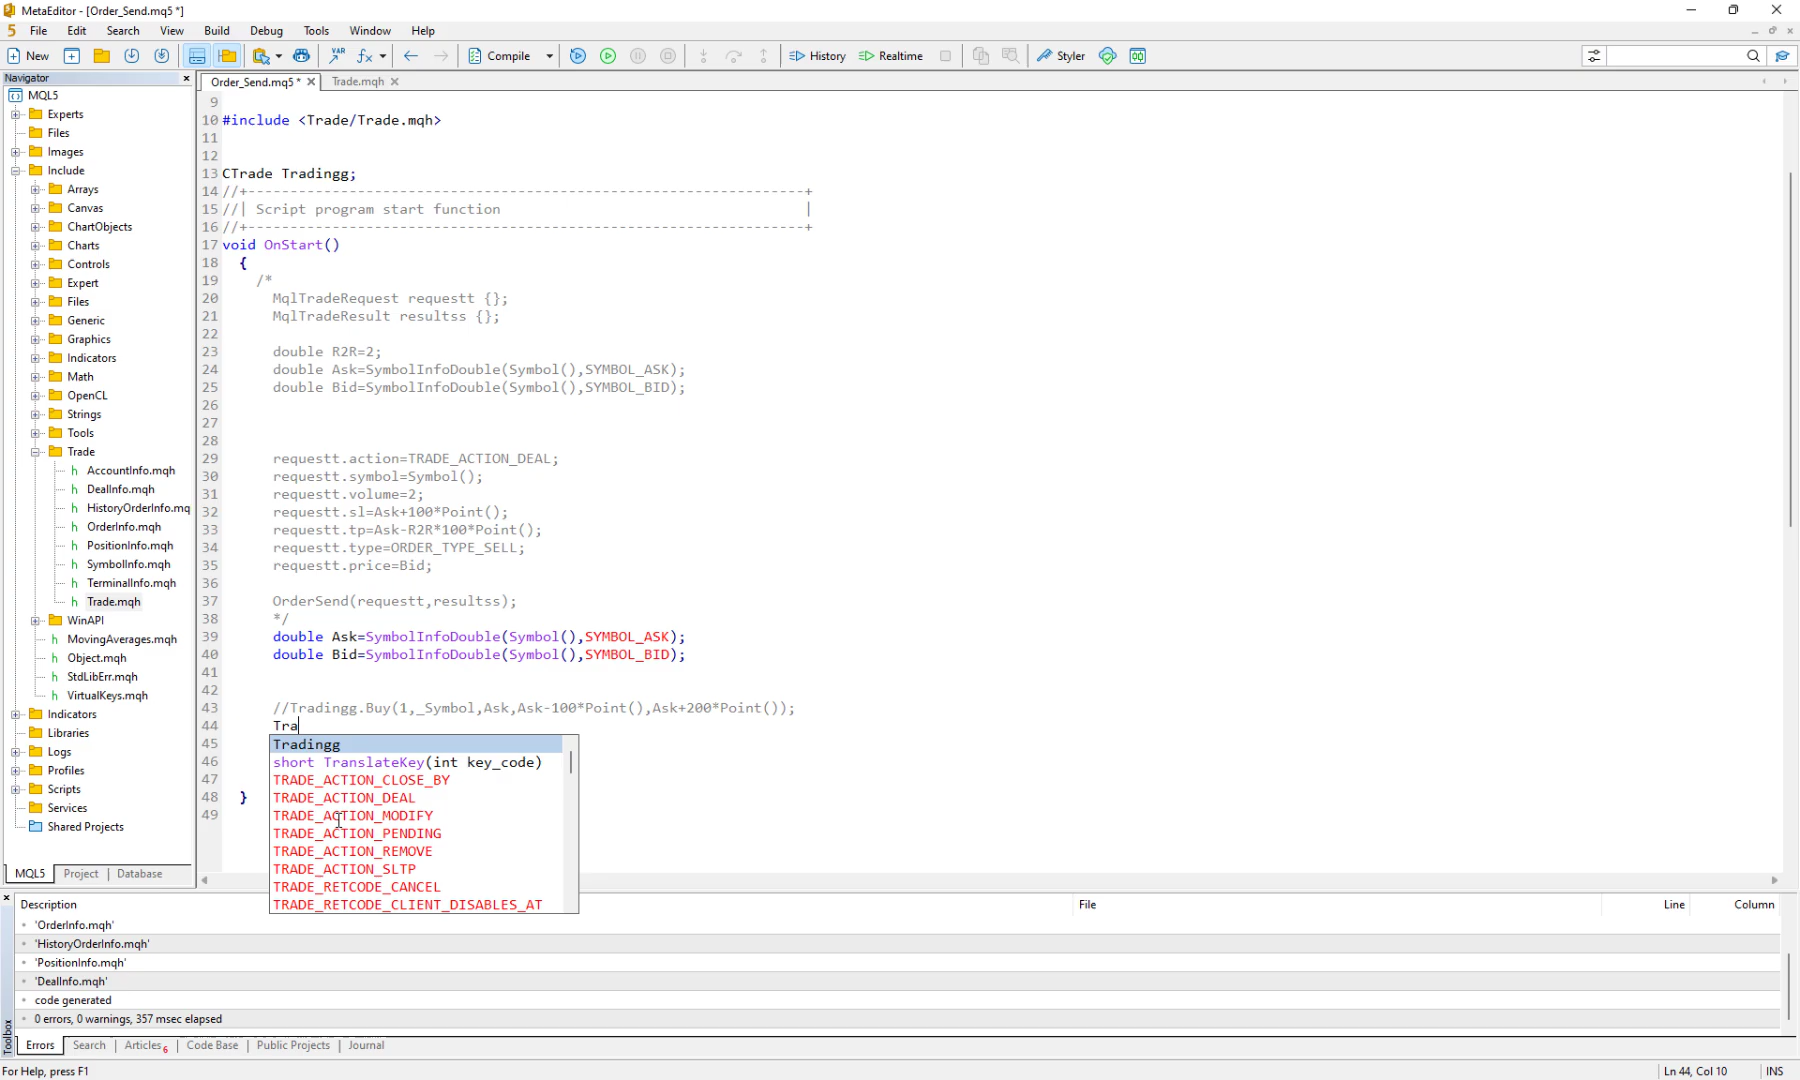 MetaEditor - [Order_Send.mq5 *]
5 File Edit Search View Build Debug Tools Window Help
New VAR Compile History Realtime Styler
Navigator
Order_Send.mq5 * Trade.mqh
MQL5
Experts
Files
Images
Include
Arrays
Canvas
ChartObjects
Charts
Controls
Expert
Files
Generic
Graphics
Indicators
Math
OpenCL
Strings
Tools
Trade
AccountInfo.mqh
DealInfo.mqh
HistoryOrderInfo.mq
OrderInfo.mqh
PositionInfo.mqh
SymbolInfo.mqh
TerminalInfo.mqh
Trade.mqh
WinAPI
MovingAverages.mqh
Object.mqh
StdLibErr.mqh
VirtualKeys.mqh
Indicators
Libraries
Logs
Profiles
Scripts
Services
Shared Projects
MQL5 Project Database
9
10 #include <Trade/Trade.mqh>
11
12
13 CTrade Tradingg;
14 //+------------------------------------------------------------------+
15 //| Script program start function |
16 //+------------------------------------------------------------------+
17 void OnStart()
18 {
19 /*
20 MqlTradeRequest requestt {};
21 MqlTradeResult resultss {};
22
23 double R2R=2;
24 double Ask=SymbolInfoDouble(Symbol(),SYMBOL_ASK);
25 double Bid=SymbolInfoDouble(Symbol(),SYMBOL_BID);
26
27
28
29 requestt.action=TRADE_ACTION_DEAL;
30 requestt.symbol=Symbol();
31 requestt.volume=2;
32 requestt.sl=Ask+100*Point();
33 requestt.tp=Ask-R2R*100*Point();
34 requestt.type=ORDER_TYPE_SELL;
35 requestt.price=Bid;
36
37 OrderSend(requestt,resultss);
38 */
39 double Ask=SymbolInfoDouble(Symbol(),SYMBOL_ASK);
40 double Bid=SymbolInfoDouble(Symbol(),SYMBOL_BID);
41
42
43 //Tradingg.Buy(1,_Symbol,Ask,Ask-100*Point(),Ask+200*Point());
44 Tra
45 Tradingg
46 short TranslateKey(int key_code)
47 TRADE_ACTION_CLOSE_BY
48 } TRADE_ACTION_DEAL
49 TRADE_ACTION_MODIFY
TRADE_ACTION_PENDING
TRADE_ACTION_REMOVE
TRADE_ACTION_SLTP
TRADE_RETCODE_CANCEL
TRADE_RETCODE_CLIENT_DISABLES_AT
Description File Line Column
'OrderInfo.mqh'
'HistoryOrderInfo.mqh'
'PositionInfo.mqh'
'DealInfo.mqh'
code generated
0 errors, 0 warnings, 357 msec elapsed
Toolbox
Errors Search Articles 6 Code Base Public Projects Journal
For Help, press F1 Ln 44, Col 10 INS